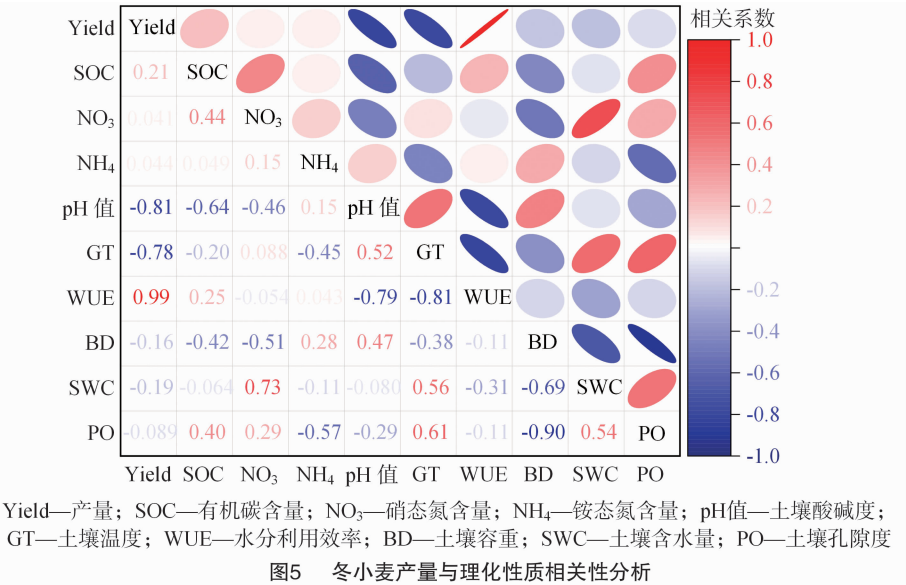 相关系数
Yield Yield 1.0
SOC 0.21 SOC 0.8
NO₃ 0.041 0.44 NO₃ 0.6
NH₄ 0.044 0.049 0.15 NH₄ 0.4
pH 值 -0.81 -0.64 -0.46 0.15 pH 值 0.2
GT -0.78 -0.20 0.088 -0.45 0.52 GT
WUE 0.99 0.25 -0.054 0.043 -0.79 -0.81 WUE -0.2
BD -0.16 -0.42 -0.51 0.28 0.47 -0.38 -0.11 BD -0.4
-0.6
SWC -0.19 -0.064 0.73 -0.11 -0.080 0.56 -0.31 -0.69 SWC
-0.8
PO -0.089 0.40 0.29 -0.57 -0.29 0.61 -0.11 -0.90 0.54 PO
-1.0
Yield SOC NO₃ NH₄ pH 值 GT WUE BD SWC PO
Yield—产量；SOC—有机碳含量；NO₃—硝态氮含量；NH₄—铵态氮含量；pH值—土壤酸碱度；
GT—土壤温度；WUE—水分利用效率；BD—土壤容重；SWC—土壤含水量；PO—土壤孔隙度
图5 冬小麦产量与理化性质相关性分析